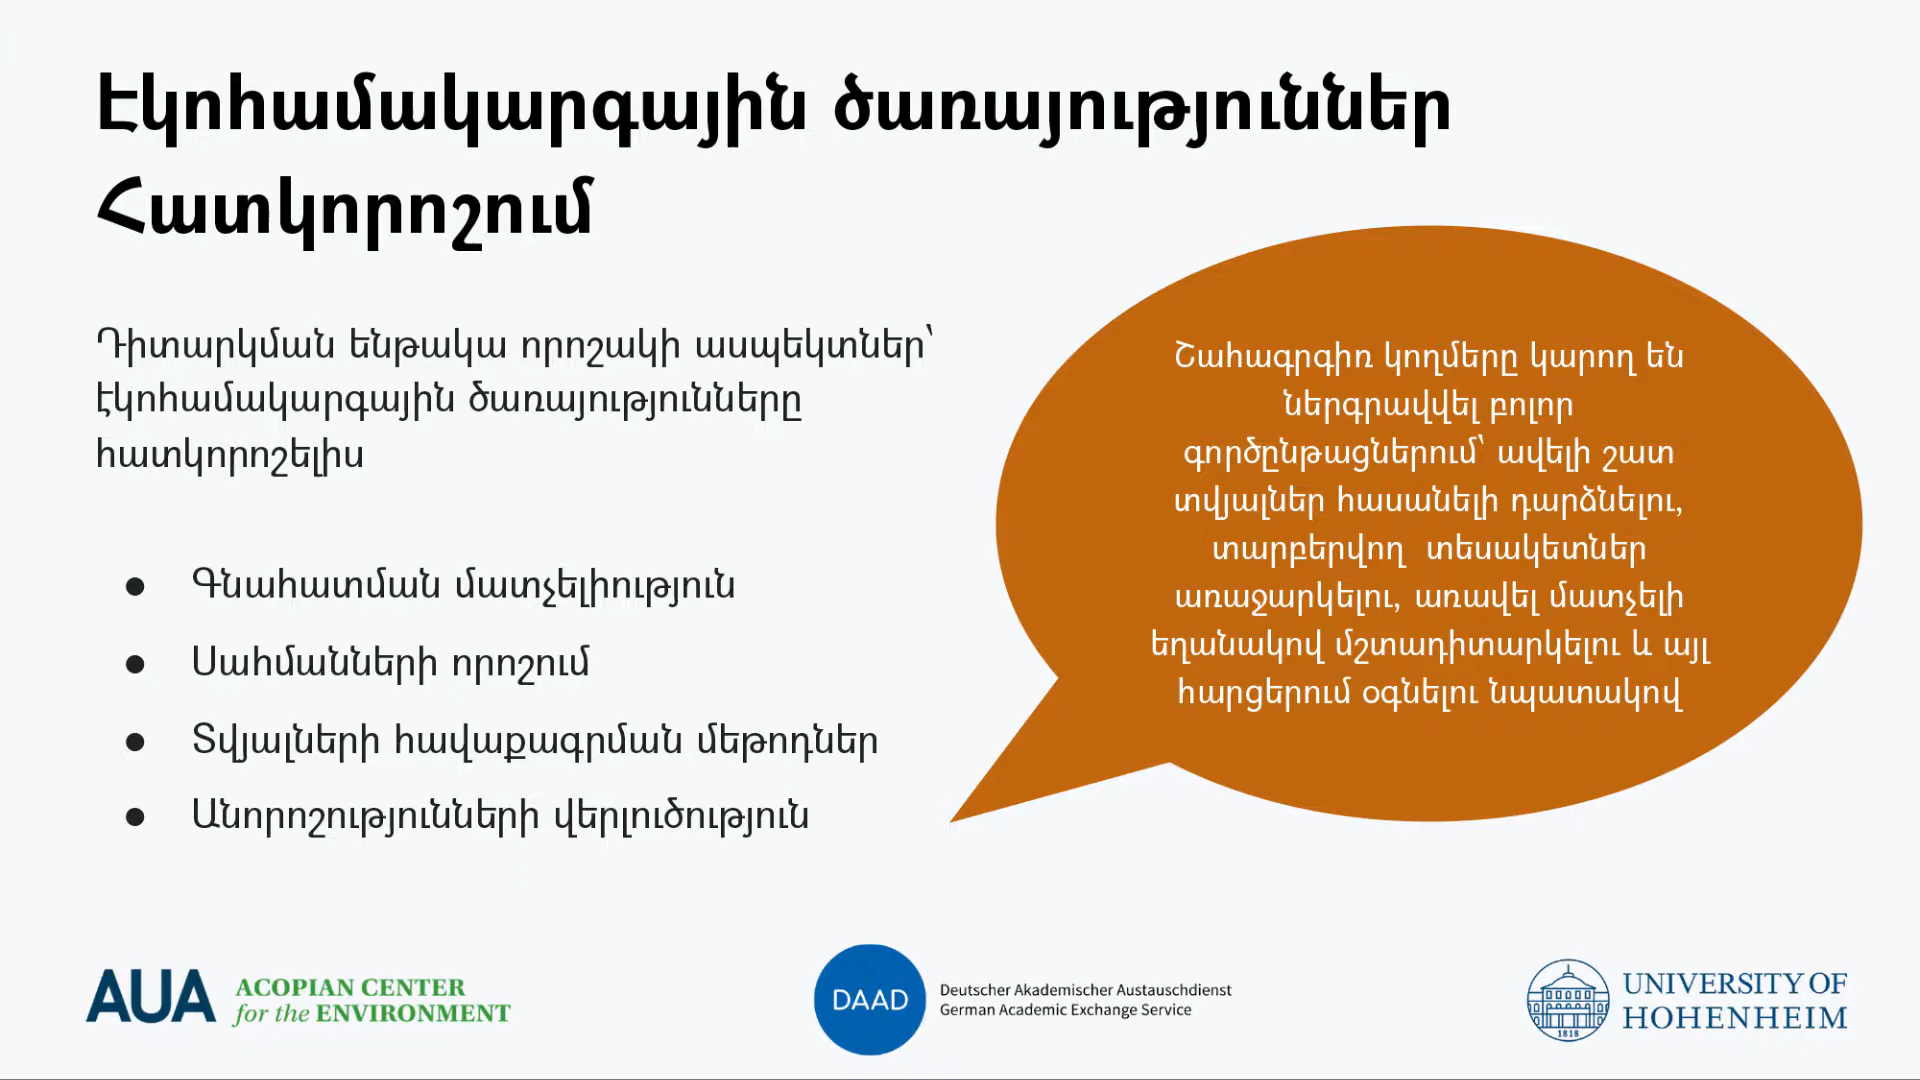 Էկոհամակարգային ծառայություններ
Հատկորոշում
Դիտարկման ենթակա որոշակի ասպեկտներ՝
էկոհամակարգային ծառայությունները
հատկորոշելիս
● Գնահատման մատչելիություն
● Սահմանների որոշում
● Տվյալների հավաքագրման մեթոդներ
● Անորոշությունների վերլուծություն
Շահագրգիռ կողմերը կարող են
ներգրավվել բոլոր
գործընթացներում՝ ավելի շատ
տվյալներ հասանելի դարձնելու,
տարբերվող տեսակետներ
առաջարկելու, առավել մատչելի
եղանակով մշտադիտարկելու և այլ
հարցերում օգնելու նպատակով
AUA ACOPIAN CENTER
for the ENVIRONMENT
DAAD
Deutscher Akademischer Austauschdienst
German Academic Exchange Service
1818
UNIVERSITY OF
HOHENHEIM